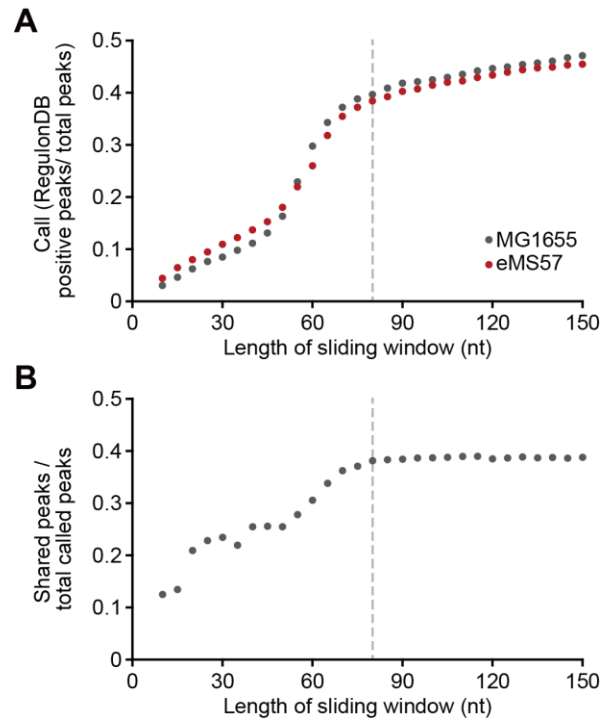 A
Call (RegulonDB
positive peaks/ total peaks)
0.5
0.4
0.3
0.2
0.1
0
MG1655
eMS57
0
30
60
90
120
150
Length of sliding window (nt)
B
Shared peaks /
total called peaks
0.5
0.4
0.3
0.2
0.1
0
0
30
60
90
120
150
Length of sliding window (nt)